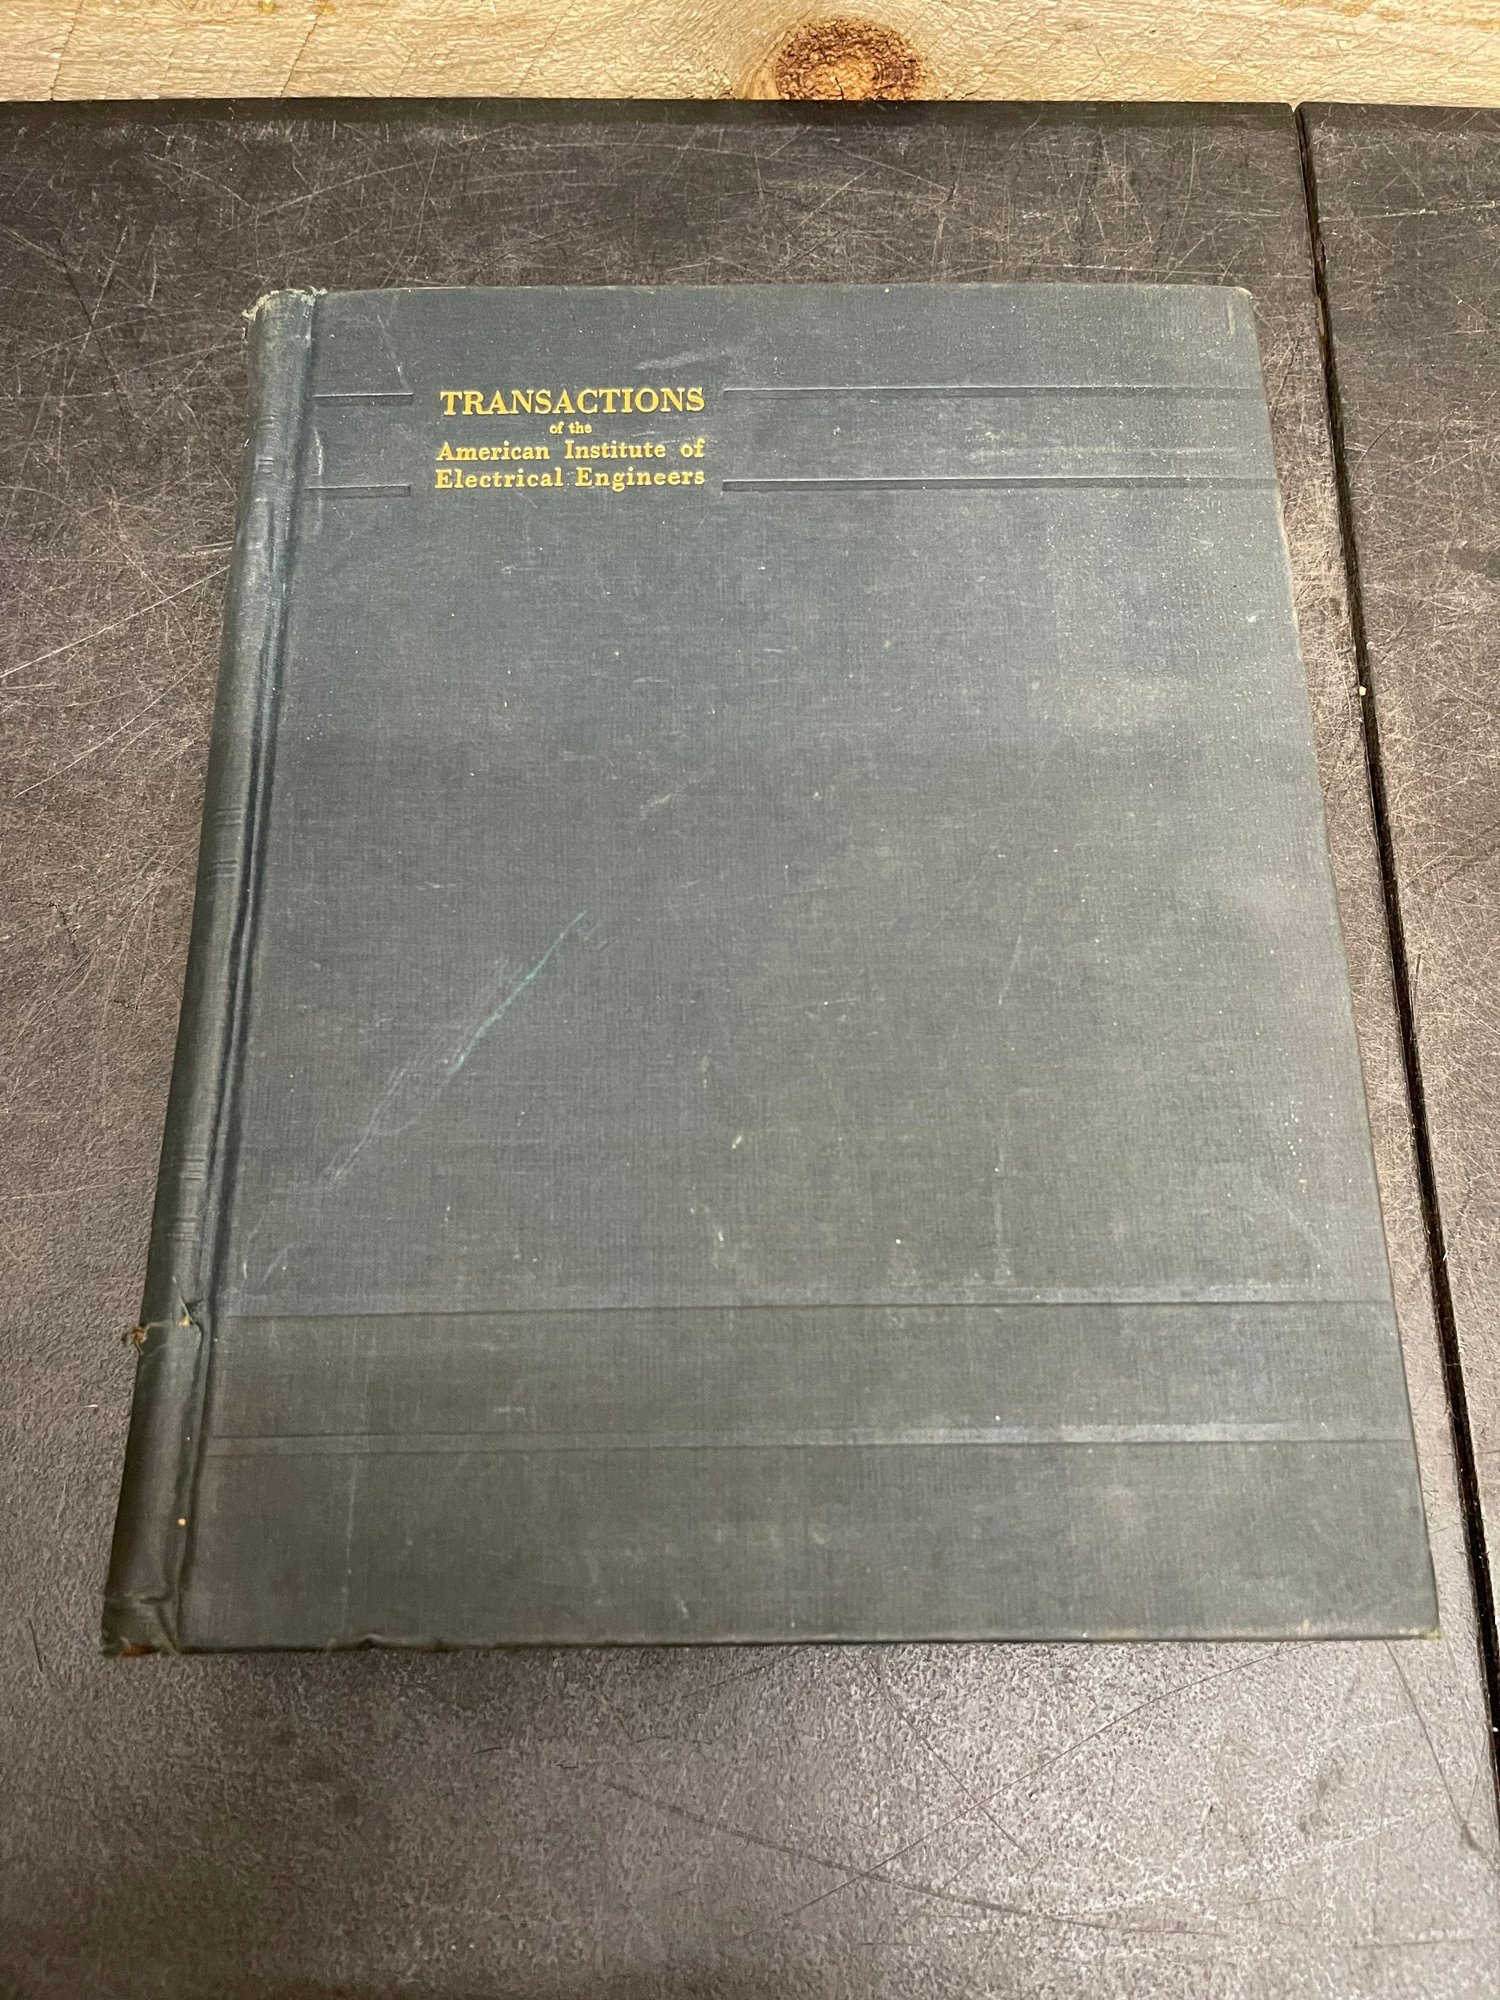 TRANSACTIONS
of the
American Institute of
Electrical Engineers